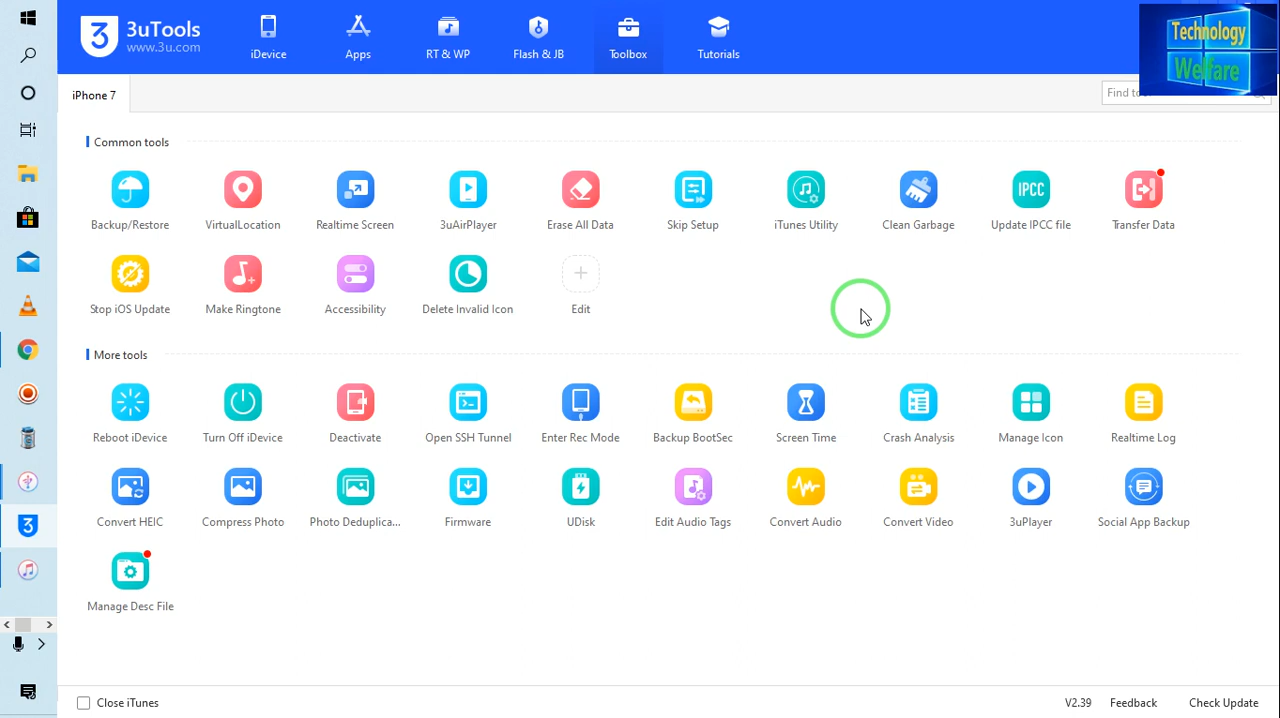 3 3uTools
www.3u.com
iDevice
Apps
RT & WP
Flash & JB
Toolbox
Tutorials
Technology
Welfare
iPhone 7
Common tools
Backup/Restore
VirtualLocation
Realtime Screen
3uAirPlayer
Erase All Data
Skip Setup
iTunes Utility
Clean Garbage
IPCC
Update IPCC file
Transfer Data
Stop iOS Update
Make Ringtone
Accessibility
Delete Invalid Icon
Edit
More tools
Reboot iDevice
Turn Off iDevice
Deactivate
Open SSH Tunnel
Enter Rec Mode
Backup BootSec
Screen Time
Crash Analysis
Manage Icon
Realtime Log
Convert HEIC
Compress Photo
Photo Deduplica...
Firmware
UDisk
Edit Audio Tags
Convert Audio
Convert Video
3uPlayer
Social App Backup
Manage Desc File
Close iTunes
V2.39
Feedback
Check Update